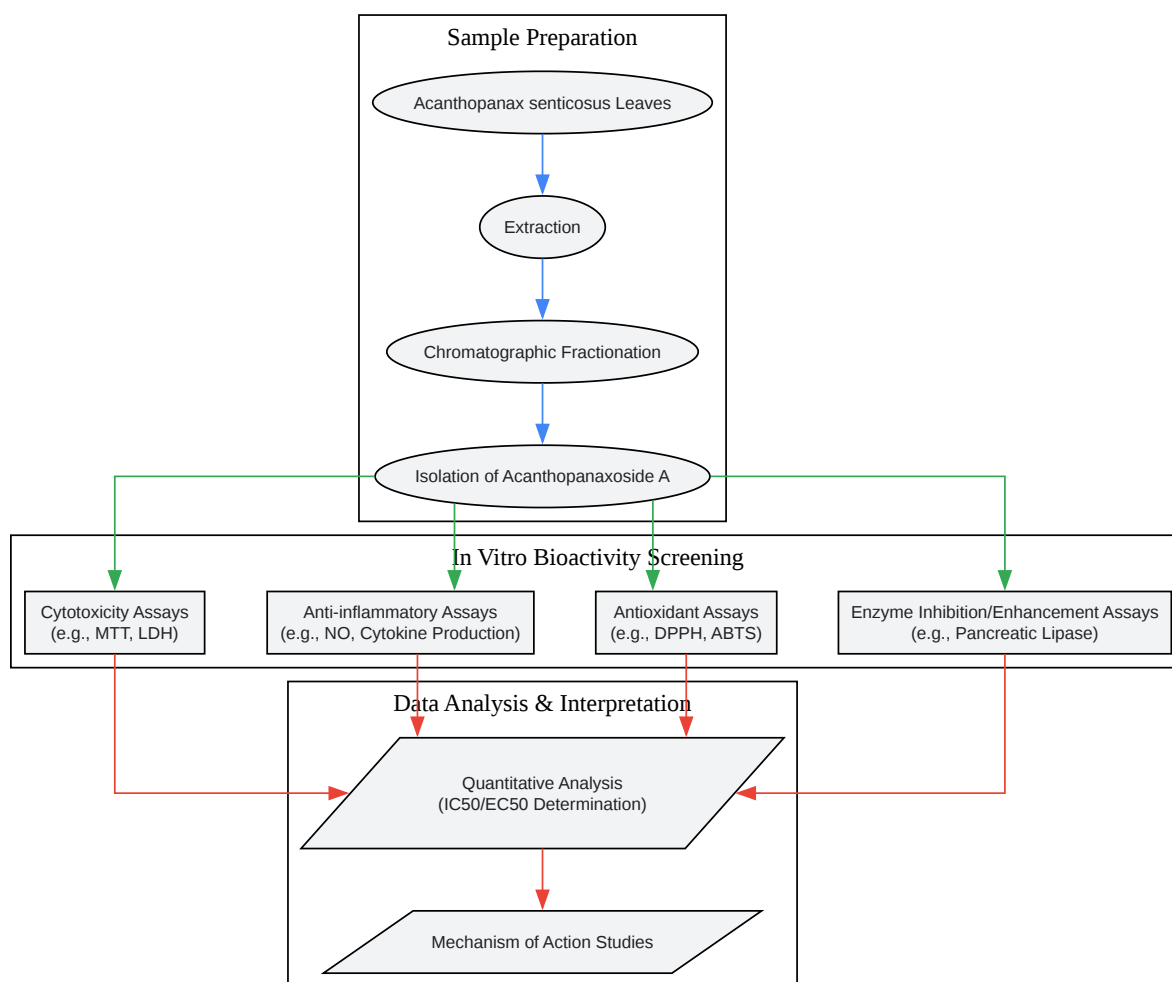 Sample Preparation
Acanthopanax senticosus Leaves
Extraction
Chromatographic Fractionation
Isolation of Acanthopanaxoside A
In Vitro Bioactivity Screening
Cytotoxicity Assays
(e.g., MTT, LDH)
Anti-inflammatory Assays
(e.g., NO, Cytokine Production)
Antioxidant Assays
(e.g., DPPH, ABTS)
Enzyme Inhibition/Enhancement Assays
(e.g., Pancreatic Lipase)
Data Analysis & Interpretation
Quantitative Analysis
(IC50/EC50 Determination)
Mechanism of Action Studies